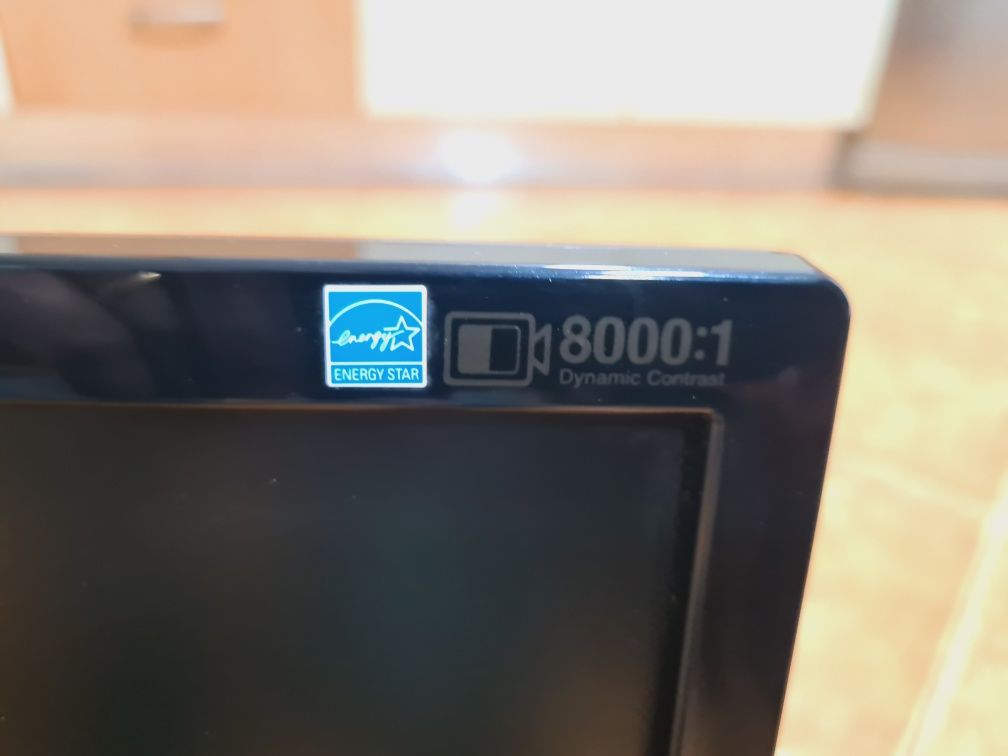 energy
ENERGY STAR
8000:1
Dynamic Contrast